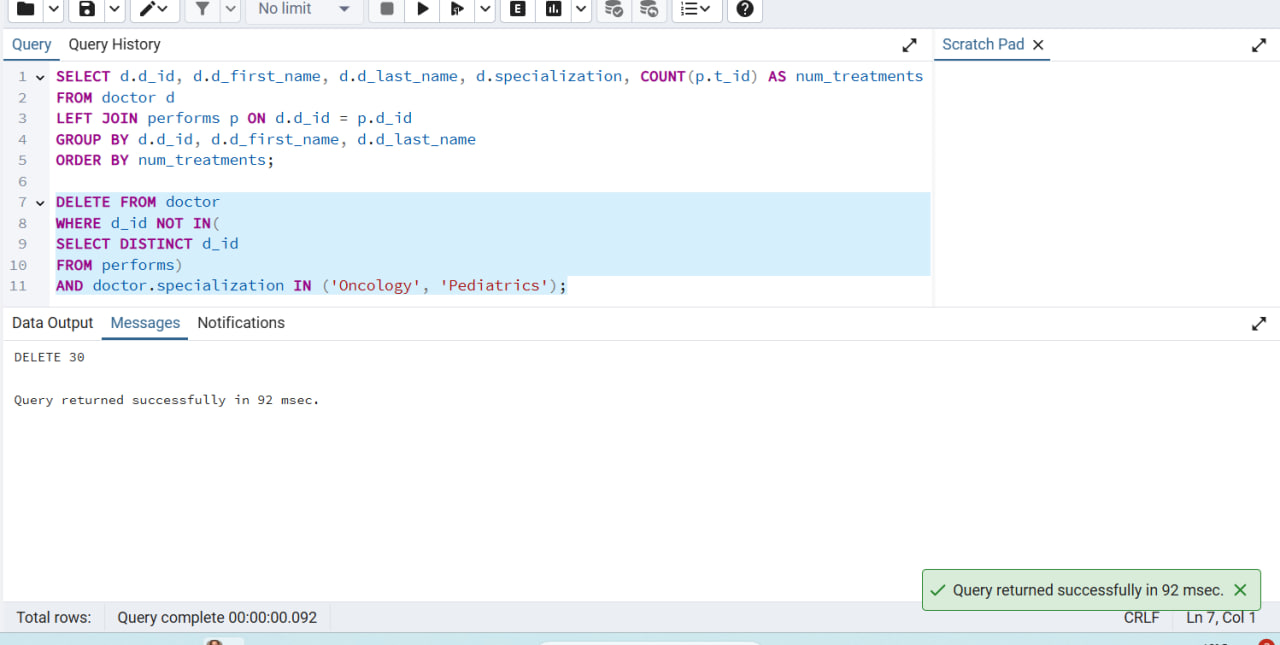 No limit
E
Query Query History Scratch Pad
1 SELECT d.d_id, d.d_first_name, d.d_last_name, d.specialization, COUNT(p.t_id) AS num_treatments
2 FROM doctor d
3 LEFT JOIN performs p ON d.d_id = p.d_id
4 GROUP BY d.d_id, d.d_first_name, d.d_last_name
5 ORDER BY num_treatments;
6
7 DELETE FROM doctor
8 WHERE d_id NOT IN(
9 SELECT DISTINCT d_id
10 FROM performs)
11 AND doctor.specialization IN ('Oncology', 'Pediatrics');
Data Output Messages Notifications
DELETE 30
Query returned successfully in 92 msec.
Query returned successfully in 92 msec.
Total rows: Query complete 00:00:00.092 CRLF Ln 7, Col 1